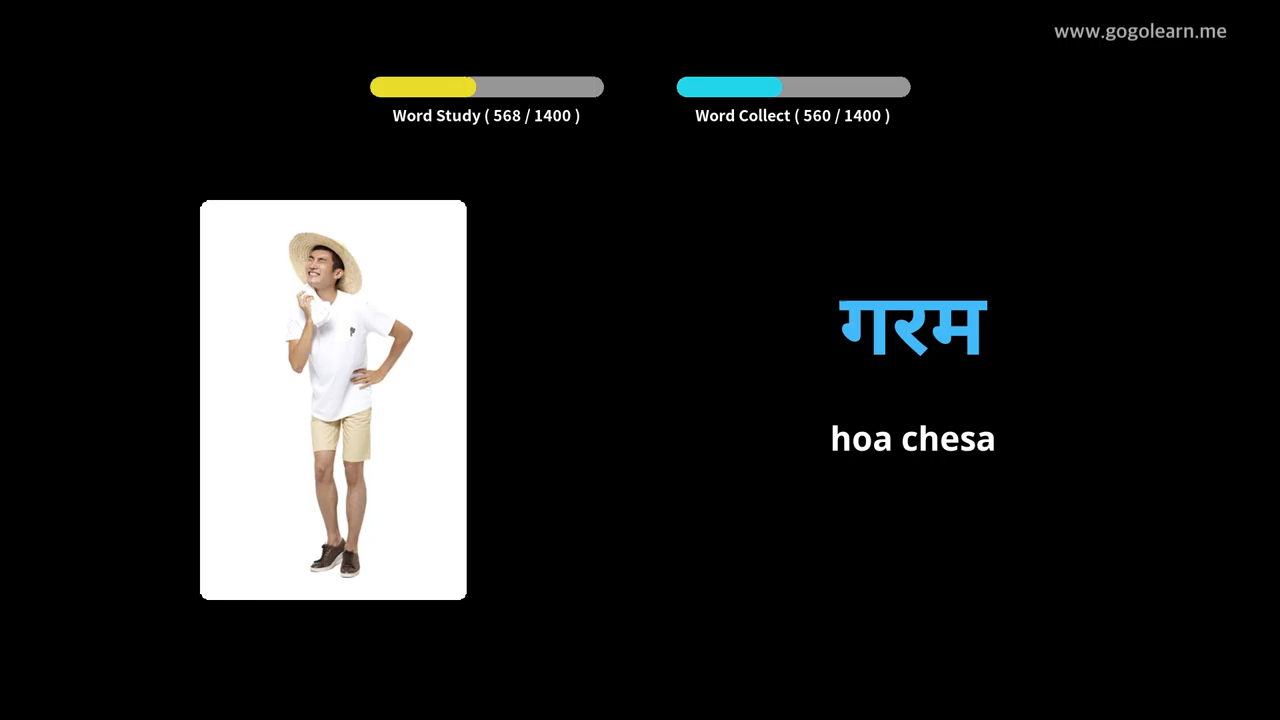 www.gogolearn.me
Word Study ( 568 / 1400 )
Word Collect ( 560 / 1400 )
गरम
hoa chesa